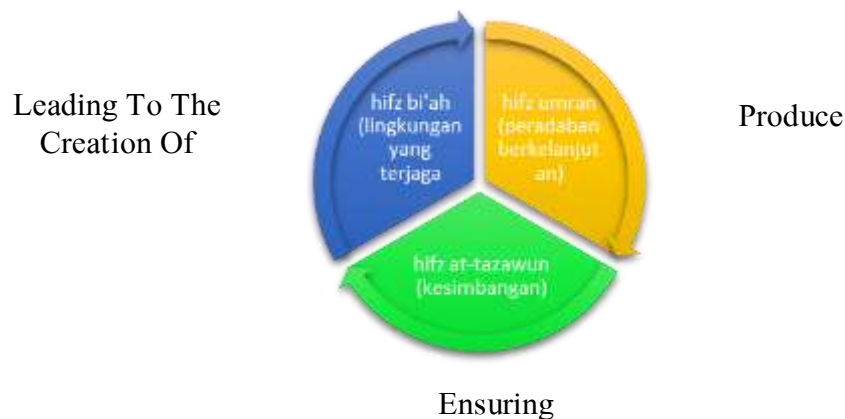 Leading To The
Creation Of
hifz bi'ah
(lingkungan
yang
terjaga
hifz umran
(peradaban
berkelanjut
an)
Produce
hifz at-tazawun
(kesimbangan)
Ensuring